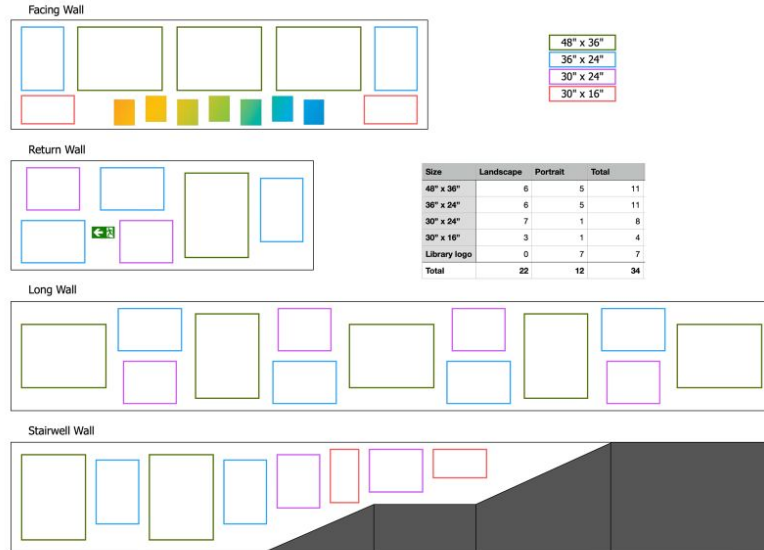 Facing Wall
48" x 36"
36" x 24"
30" x 24"
30" x 16"
Return Wall
Size Landscape Portrait Total
48" x 36" 6 5 11
36" x 24" 6 5 11
30" x 24" 7 1 8
30" x 16" 3 1 4
Library logo 0 7 7
Total 22 12 34
Long Wall
Stairwell Wall